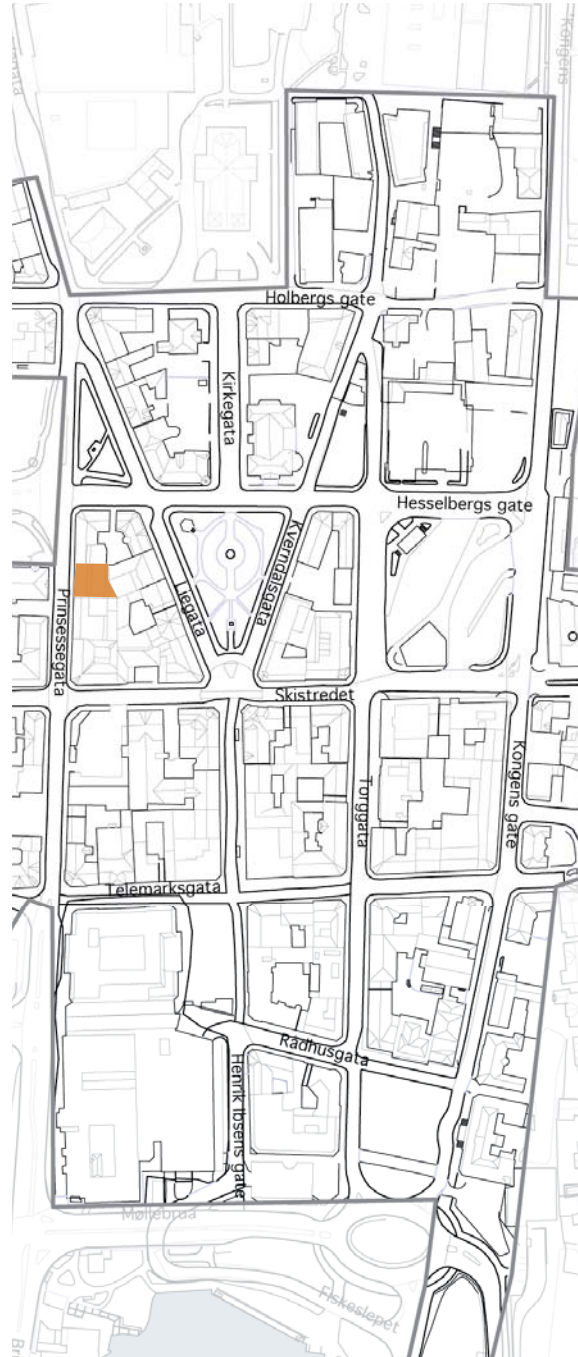 "Kongens
Holbergs gate
Kirkegata
Hesselbergs gate
Kverndalsgata
Liegata
Prinsessegata
Skistredet
Kongens gate
Torggata
Telemarksgata
Rådhusgata
Henrik Ibsens gate
Møllebrua
Fiskeslepet